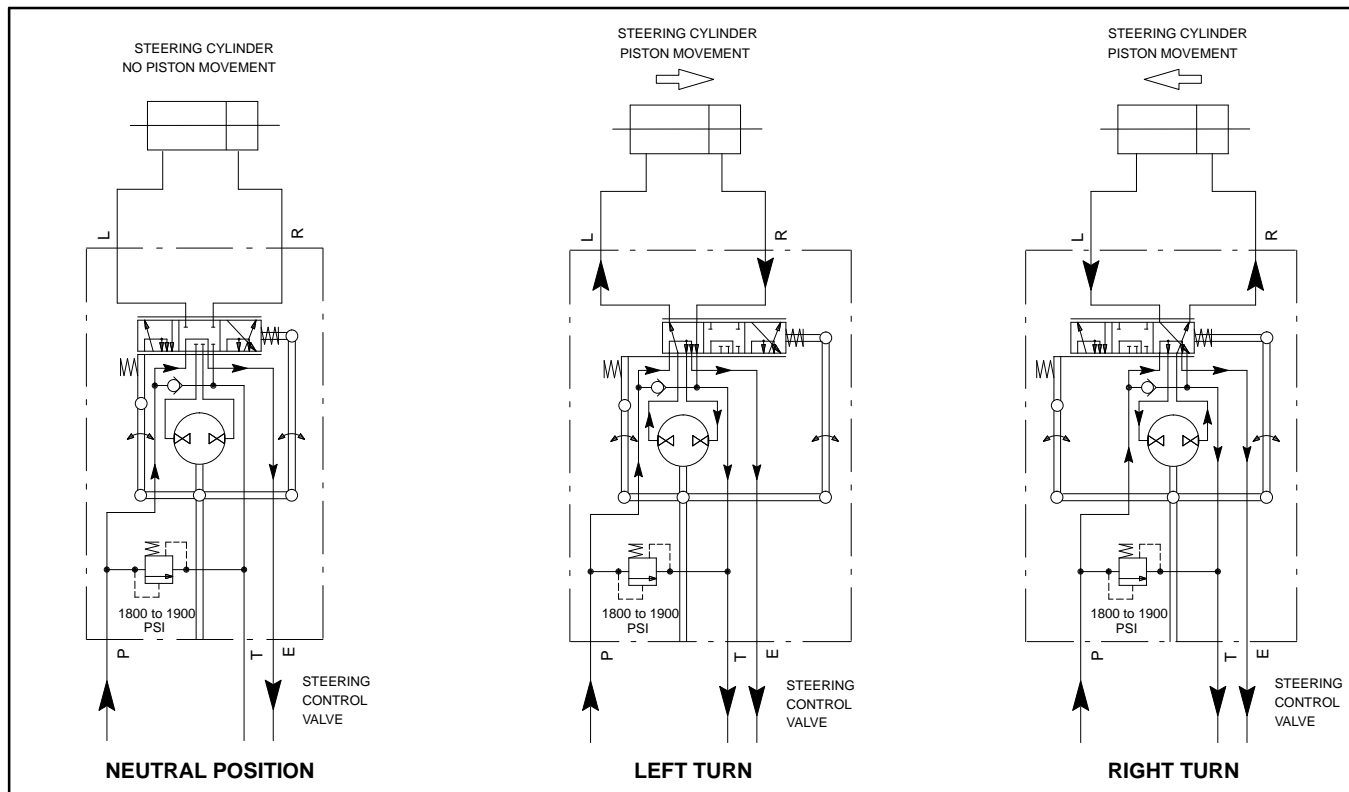 STEERING CYLINDER
NO PISTON MOVEMENT
L
R
1800 to 1900
PSI
P
T
E
STEERING
CONTROL
VALVE
NEUTRAL POSITION
STEERING CYLINDER
PISTON MOVEMENT
L
R
1800 to 1900
PSI
P
T
E
STEERING
CONTROL
VALVE
LEFT TURN
STEERING CYLINDER
PISTON MOVEMENT
L
R
1800 to 1900
PSI
P
T
E
STEERING
CONTROL
VALVE
RIGHT TURN